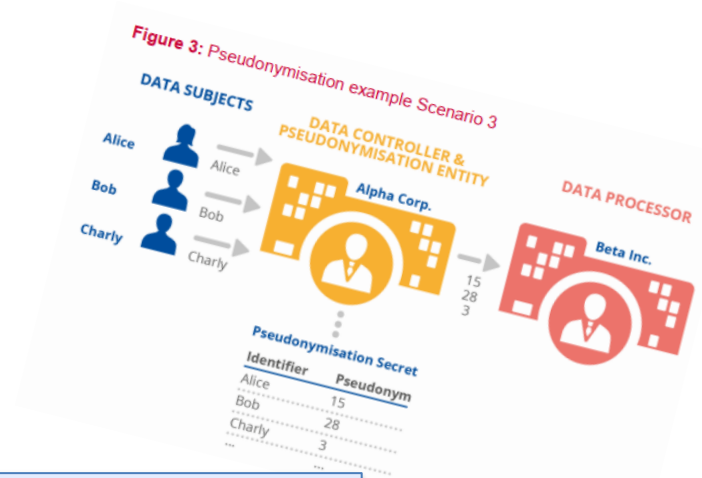 Figure 3: Pseudonymisation example Scenario 3
DATA SUBJECTS
Alice
Alice
Bob
Bob
Charly
Charly
DATA CONTROLLER &
PSEUDONYMISATION ENTITY
Alpha Corp.
15
28
3
DATA PROCESSOR
Beta Inc.
Pseudonymisation Secret
Identifier Pseudonym
Alice 15
Bob 28
Charly 3
... ...